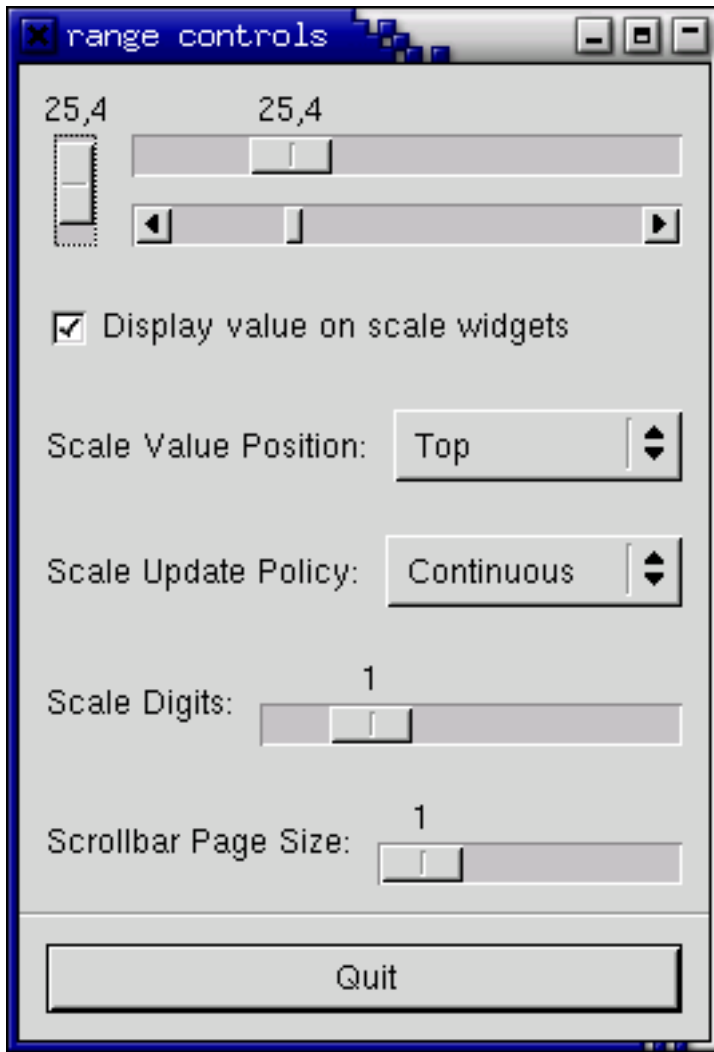 range controls
25,4 25,4
Display value on scale widgets
Scale Value Position: Top
Scale Update Policy: Continuous
1
Scale Digits:
1
Scrollbar Page Size:
Quit